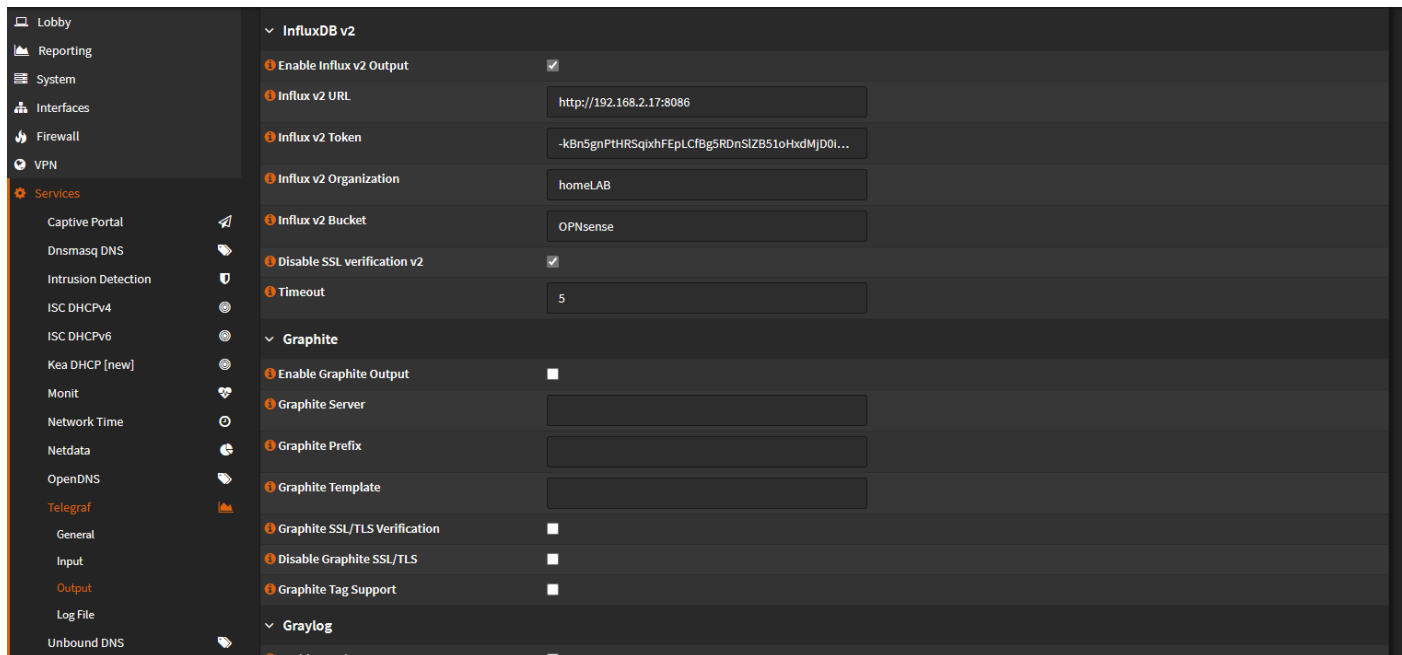 Lobby
Reporting
System
Interfaces
Firewall
VPN
Services
Captive Portal
Dnsmasq DNS
Intrusion Detection
ISC DHCPv4
ISC DHCPv6
Kea DHCP [new]
Monit
Network Time
Netdata
OpenDNS
Telegraf
General
Input
Output
Log File
Unbound DNS
InfluxDB v2
Enable Influx v2 Output
Influx v2 URL
http://192.168.2.17:8086
Influx v2 Token
-kBn5gnPtHRSqixhFEpLCfBg5RDnSlZB51oHxdMjD0i...
Influx v2 Organization
homeLAB
Influx v2 Bucket
OPNsense
Disable SSL verification v2
Timeout
5
Graphite
Enable Graphite Output
Graphite Server
Graphite Prefix
Graphite Template
Graphite SSL/TLS Verification
Disable Graphite SSL/TLS
Graphite Tag Support
Graylog